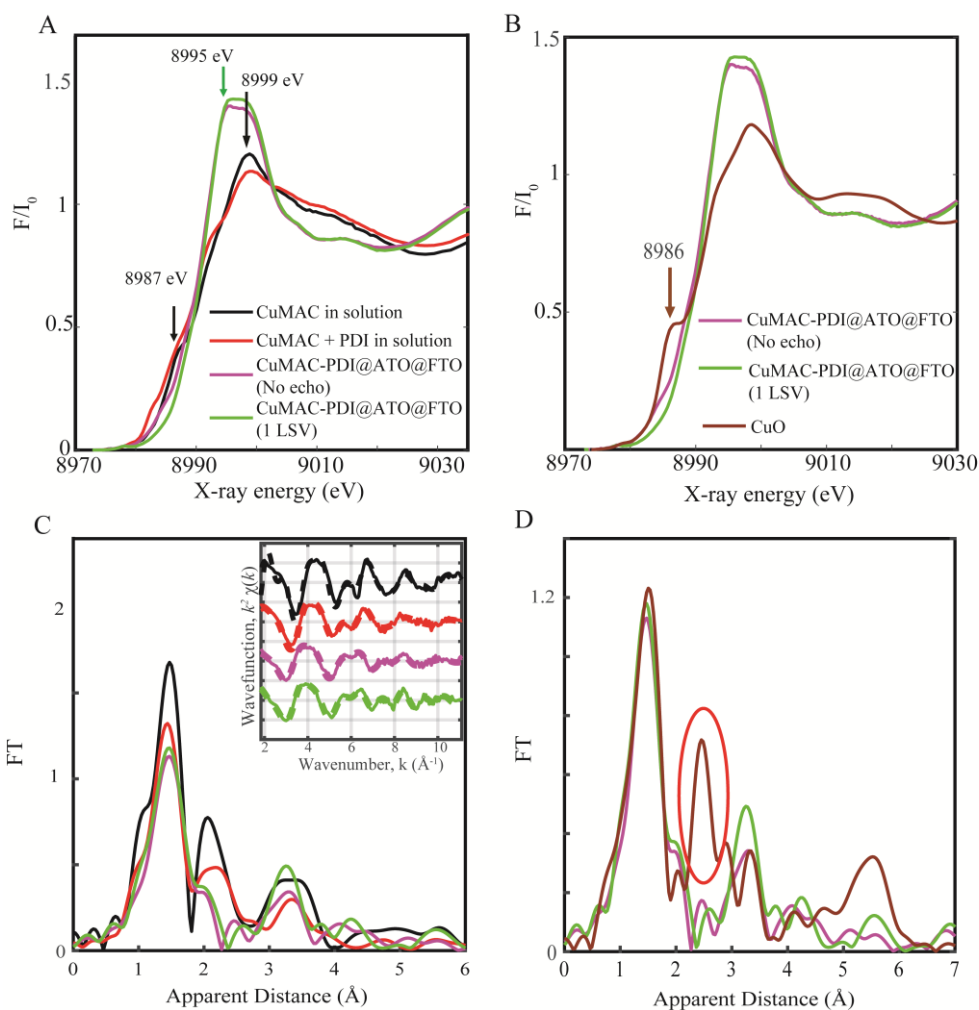 A
1.5
1
0.5
0
F/I0
8995 eV
8999 eV
8987 eV
CuMAC in solution
CuMAC + PDI in solution
CuMAC-PDI@ATO@FTO
(No echo)
CuMAC-PDI@ATO@FTO
(1 LSV)
8970 8990 9010 9035
X-ray energy (eV)
B
1.5
1
0.5
0
F/I0
8986
CuMAC-PDI@ATO@FTO
(No echo)
CuMAC-PDI@ATO@FTO
(1 LSV)
CuO
8970 8990 9010 9030
X-ray energy (eV)
C
2
1
0
FT
Wavefunction, k² χ(k)
2 4 6 8 10
Wavenumber, k (Å-1)
0 1 2 3 4 5 6
Apparent Distance (Å)
D
1.2
0
FT
0 1 2 3 4 5 6 7
Apparent Distance (Å)